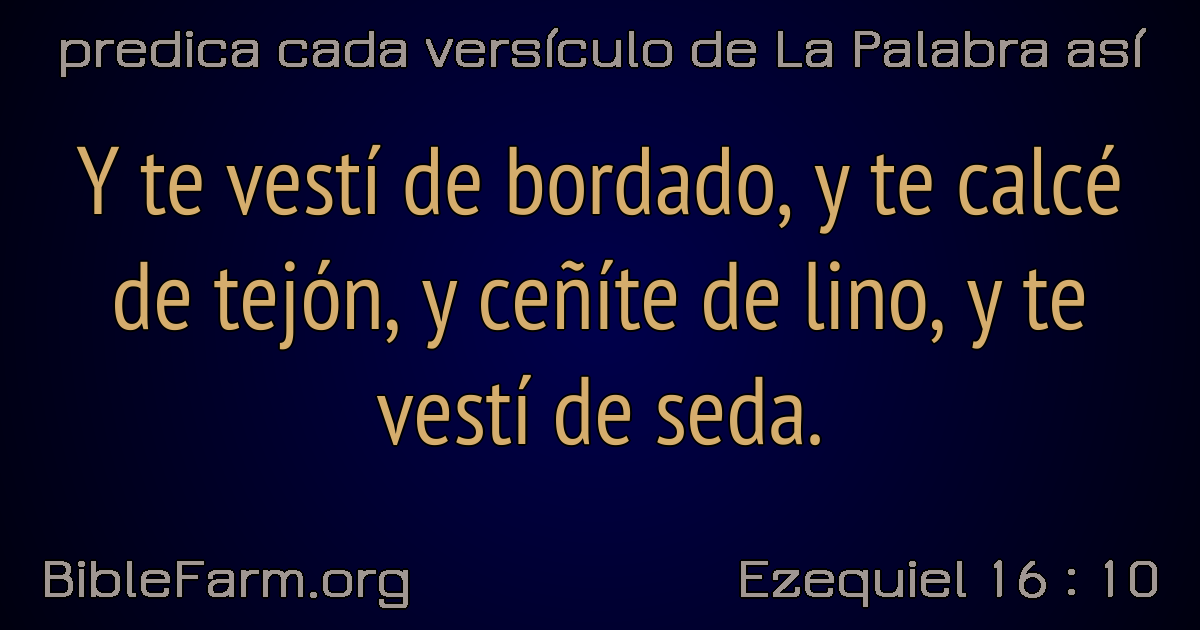 predica cada versículo de La Palabra así
Y te vestí de bordado, y te calcé
de tejón, y ceñíte de lino, y te
vestí de seda.
BibleFarm.org
Ezequiel 16 : 10